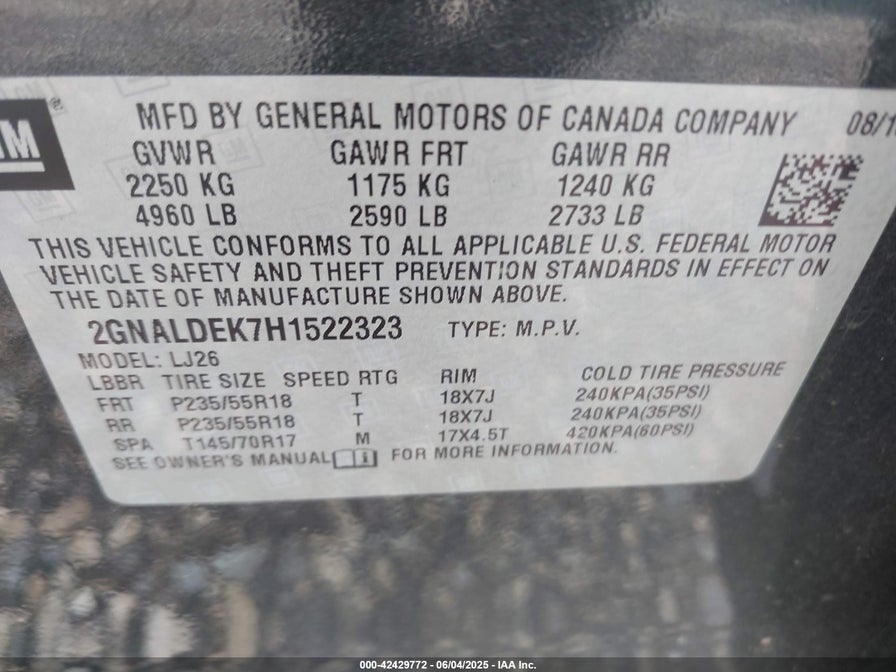 GM®
MFD BY GENERAL MOTORS OF CANADA COMPANY 08/1
GVWR GAWR FRT GAWR RR
2250 KG 1175 KG 1240 KG
4960 LB 2590 LB 2733 LB
THIS VEHICLE CONFORMS TO ALL APPLICABLE U.S. FEDERAL MOTOR
VEHICLE SAFETY AND THEFT PREVENTION STANDARDS IN EFFECT ON
THE DATE OF MANUFACTURE SHOWN ABOVE.
2GNALDEK7H1522323 TYPE: M.P.V.
MODEL: LJ26
LBBR TIRE SIZE SPEED RTG RIM COLD TIRE PRESSURE
FRT P235/55R18 T 18X7J 240KPA(35PSI)
RR P235/55R18 T 18X7J 240KPA(35PSI)
SPA T145/70R17 M 17X4.5T 420KPA(60PSI)
SEE OWNER'S MANUAL FOR MORE INFORMATION.
000-42429772 - 06/04/2025 - IAA Inc.